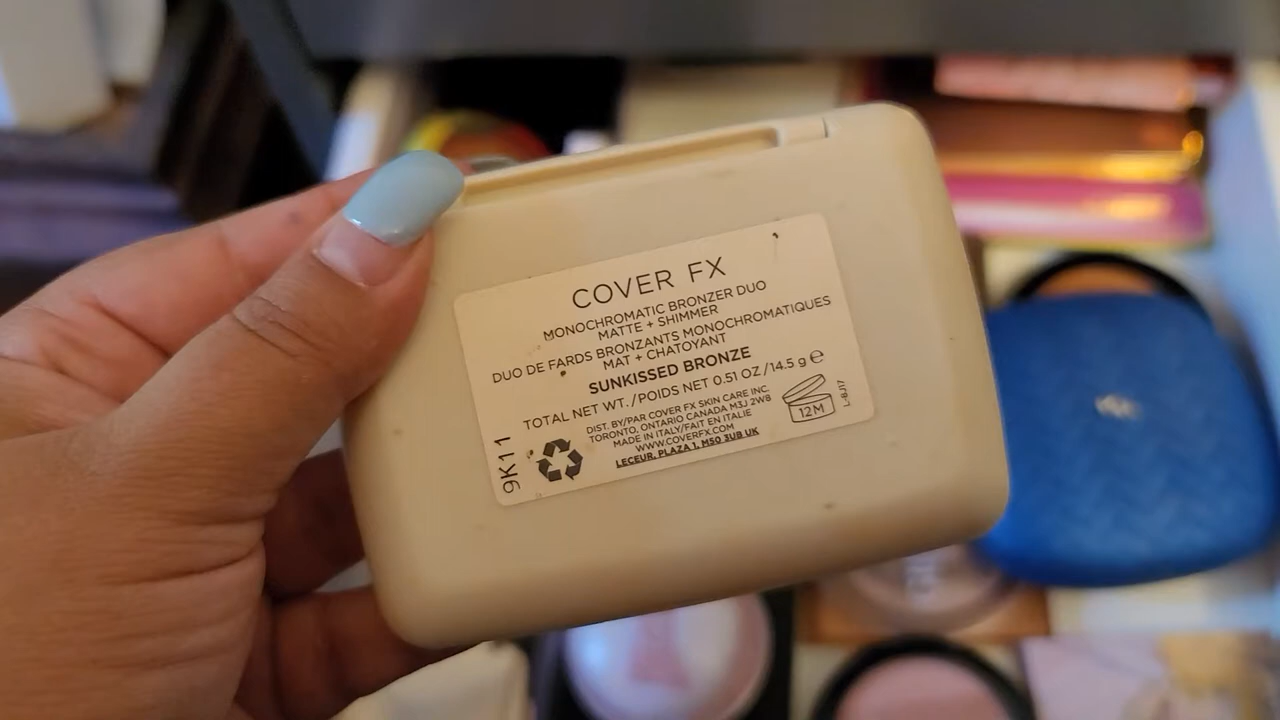 COVER FX
MONOCHROMATIC BRONZER DUO
MATTE + SHIMMER
DUO DE FARDS BRONZANTS MONOCHROMATIQUES
MAT + CHATOYANT
SUNKISSED BRONZE
TOTAL NET WT./POIDS NET 0.51 OZ/14.5 g e
DIST. BY/PAR COVER FX SKIN CARE INC.
TORONTO, ONTARIO CANADA M3J 2W8
MADE IN ITALY/FAIT EN ITALIE
WWW.COVERFX.COM
LECEUR, PLAZA 1, M50 3UB UK
9K11
12M
L-BJ17